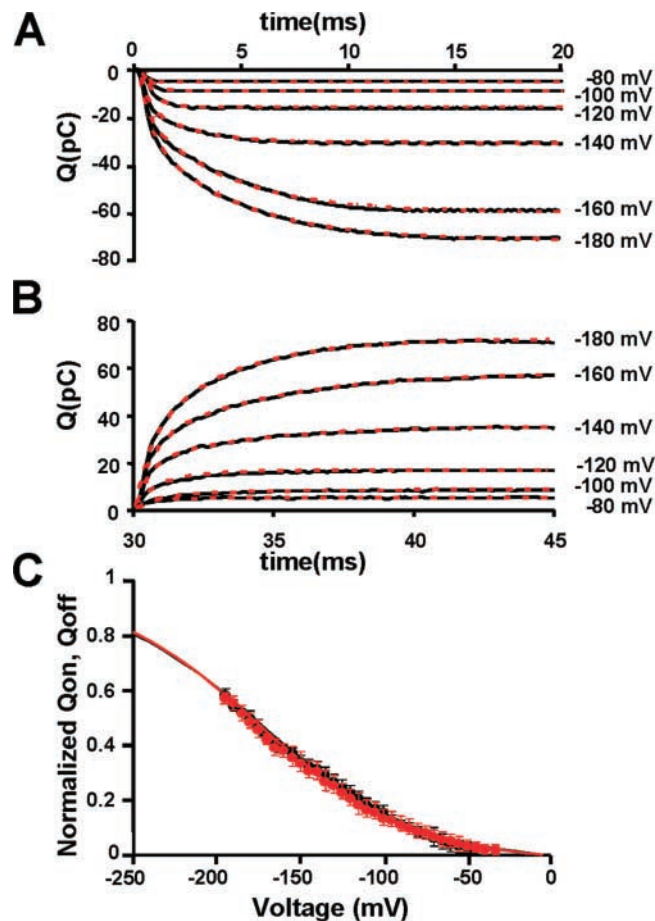 A
time(ms)
0 5 10 15 20
0
-20
-40
-60
-80
Q(pC)
-80 mV
-100 mV
-120 mV
-140 mV
-160 mV
-180 mV
B
80
60
40
20
0
Q(pC)
-180 mV
-160 mV
-140 mV
-120 mV
-100 mV
-80 mV
30 35 40 45
time(ms)
C
1
0.8
0.6
0.4
0.2
0
Normalized Qon, Qoff
-250 -200 -150 -100 -50 0
Voltage (mV)